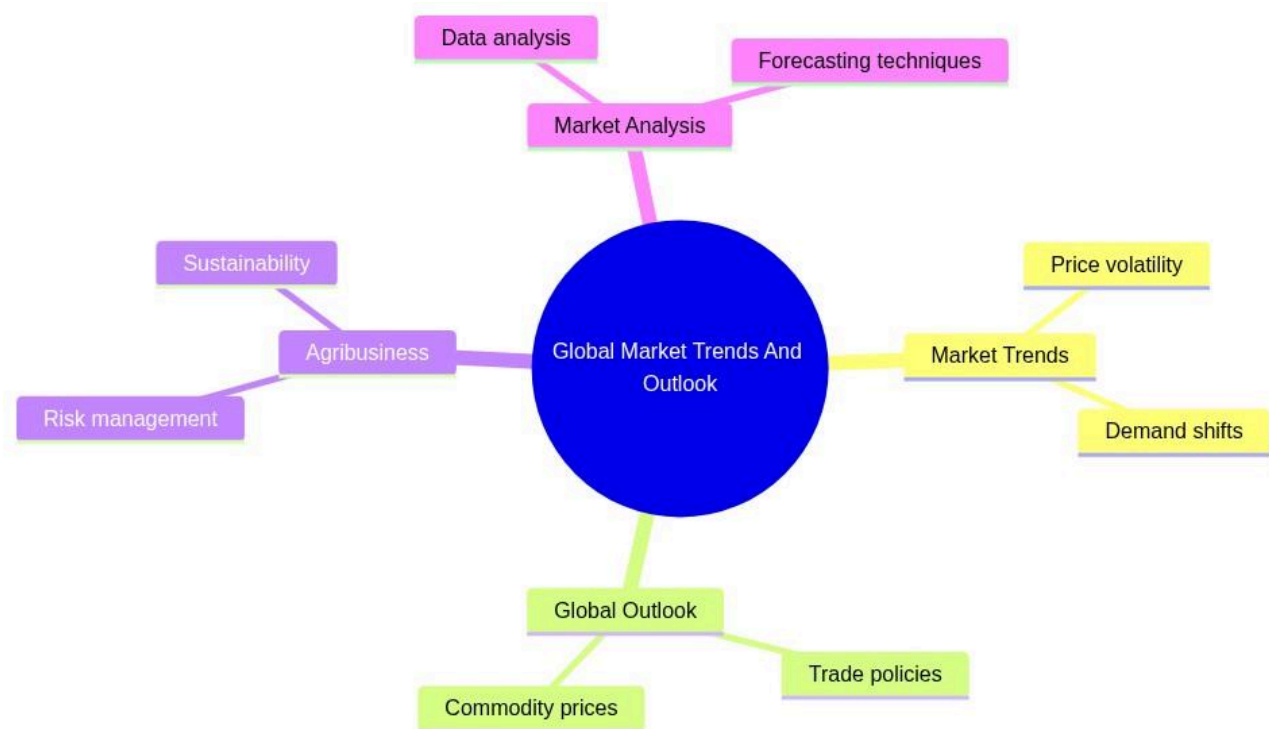 Data analysis
Forecasting techniques
Market Analysis
Sustainability
Price volatility
Agribusiness
Global Market Trends And
Outlook
Market Trends
Risk management
Demand shifts
Global Outlook
Trade policies
Commodity prices